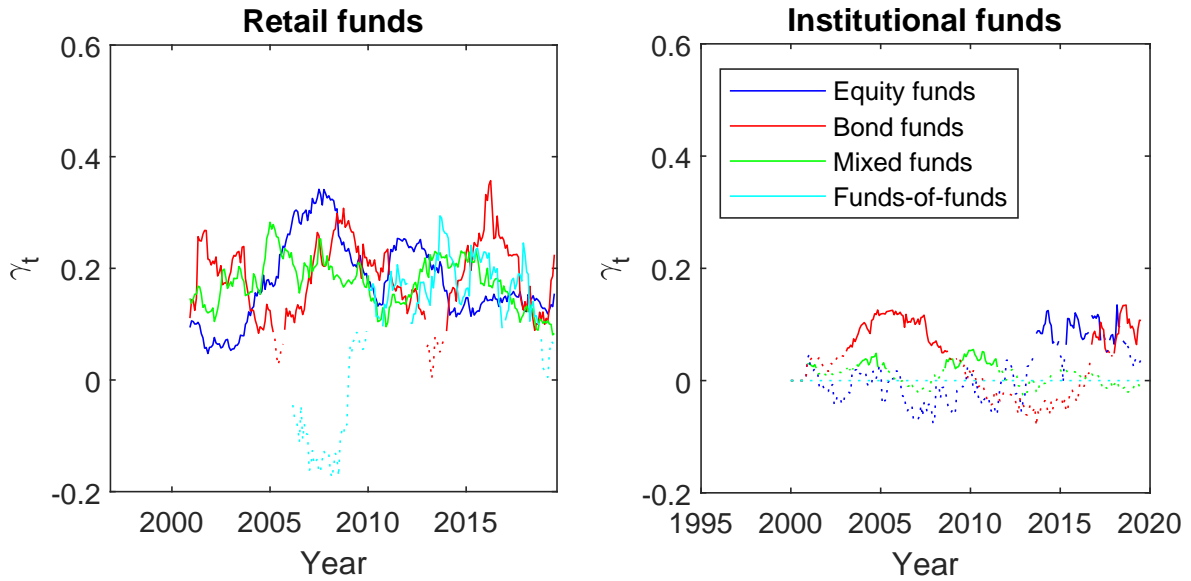 Retail funds
0.6
0.4
0.2
0
-0.2
γt
2000 2005 2010 2015
Year
Institutional funds
0.6
0.4
0.2
0
-0.2
γt
Equity funds
Bond funds
Mixed funds
Funds-of-funds
1995 2000 2005 2010 2015 2020
Year